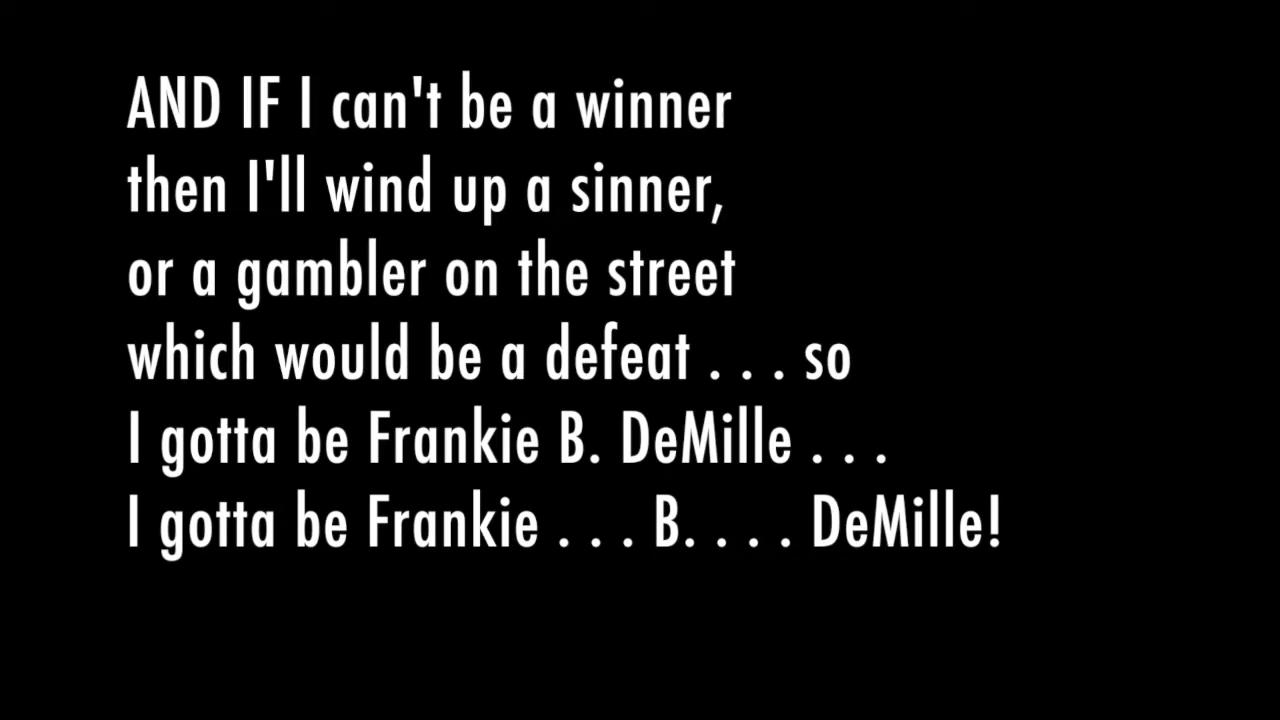 AND IF I can't be a winner
then I'll wind up a sinner,
or a gambler on the street
which would be a defeat . . . so
I gotta be Frankie B. DeMille . . .
I gotta be Frankie . . . B. . . . DeMille!